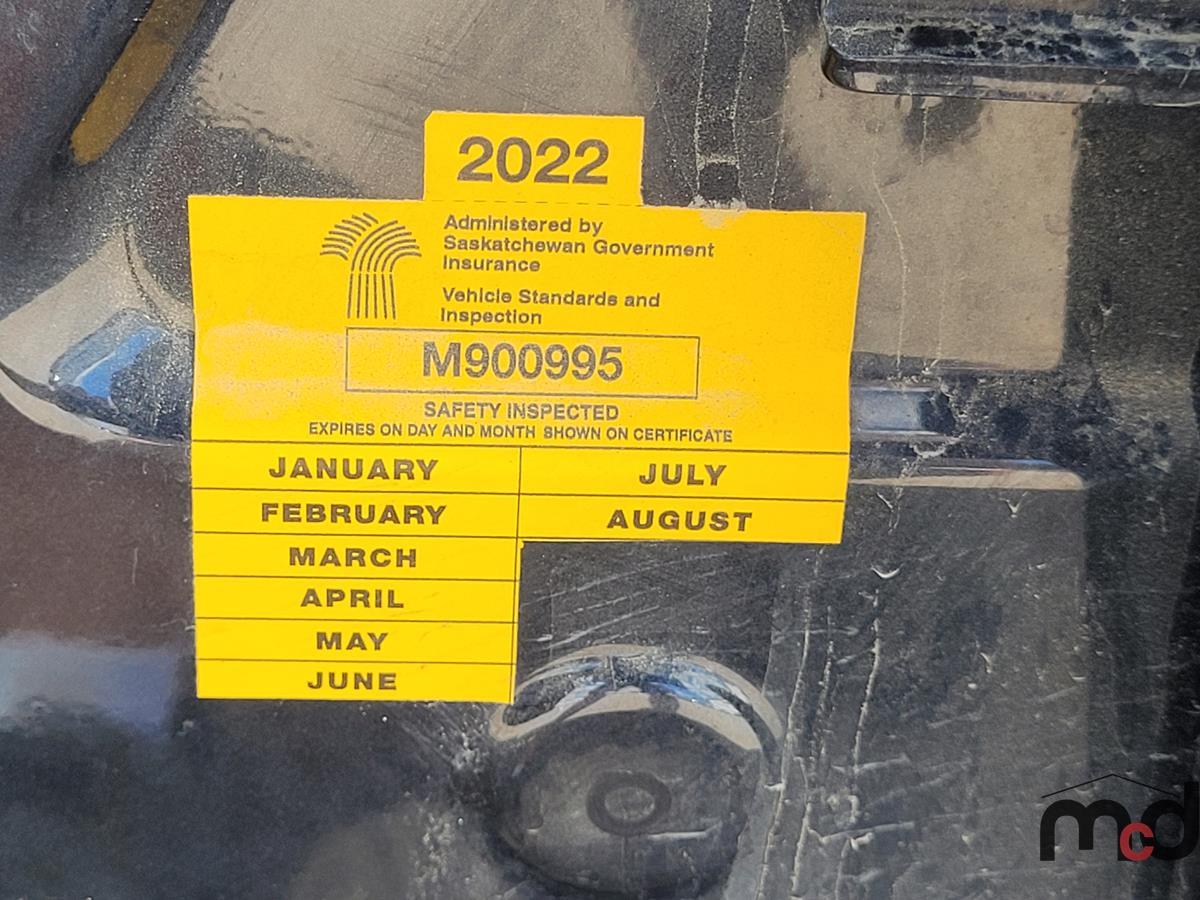 2022
Administered by
Saskatchewan Government
Insurance
Vehicle Standards and
Inspection
M900995
SAFETY INSPECTED
EXPIRES ON DAY AND MONTH SHOWN ON CERTIFICATE
JANUARY JULY
FEBRUARY AUGUST
MARCH
APRIL
MAY
JUNE
mcd